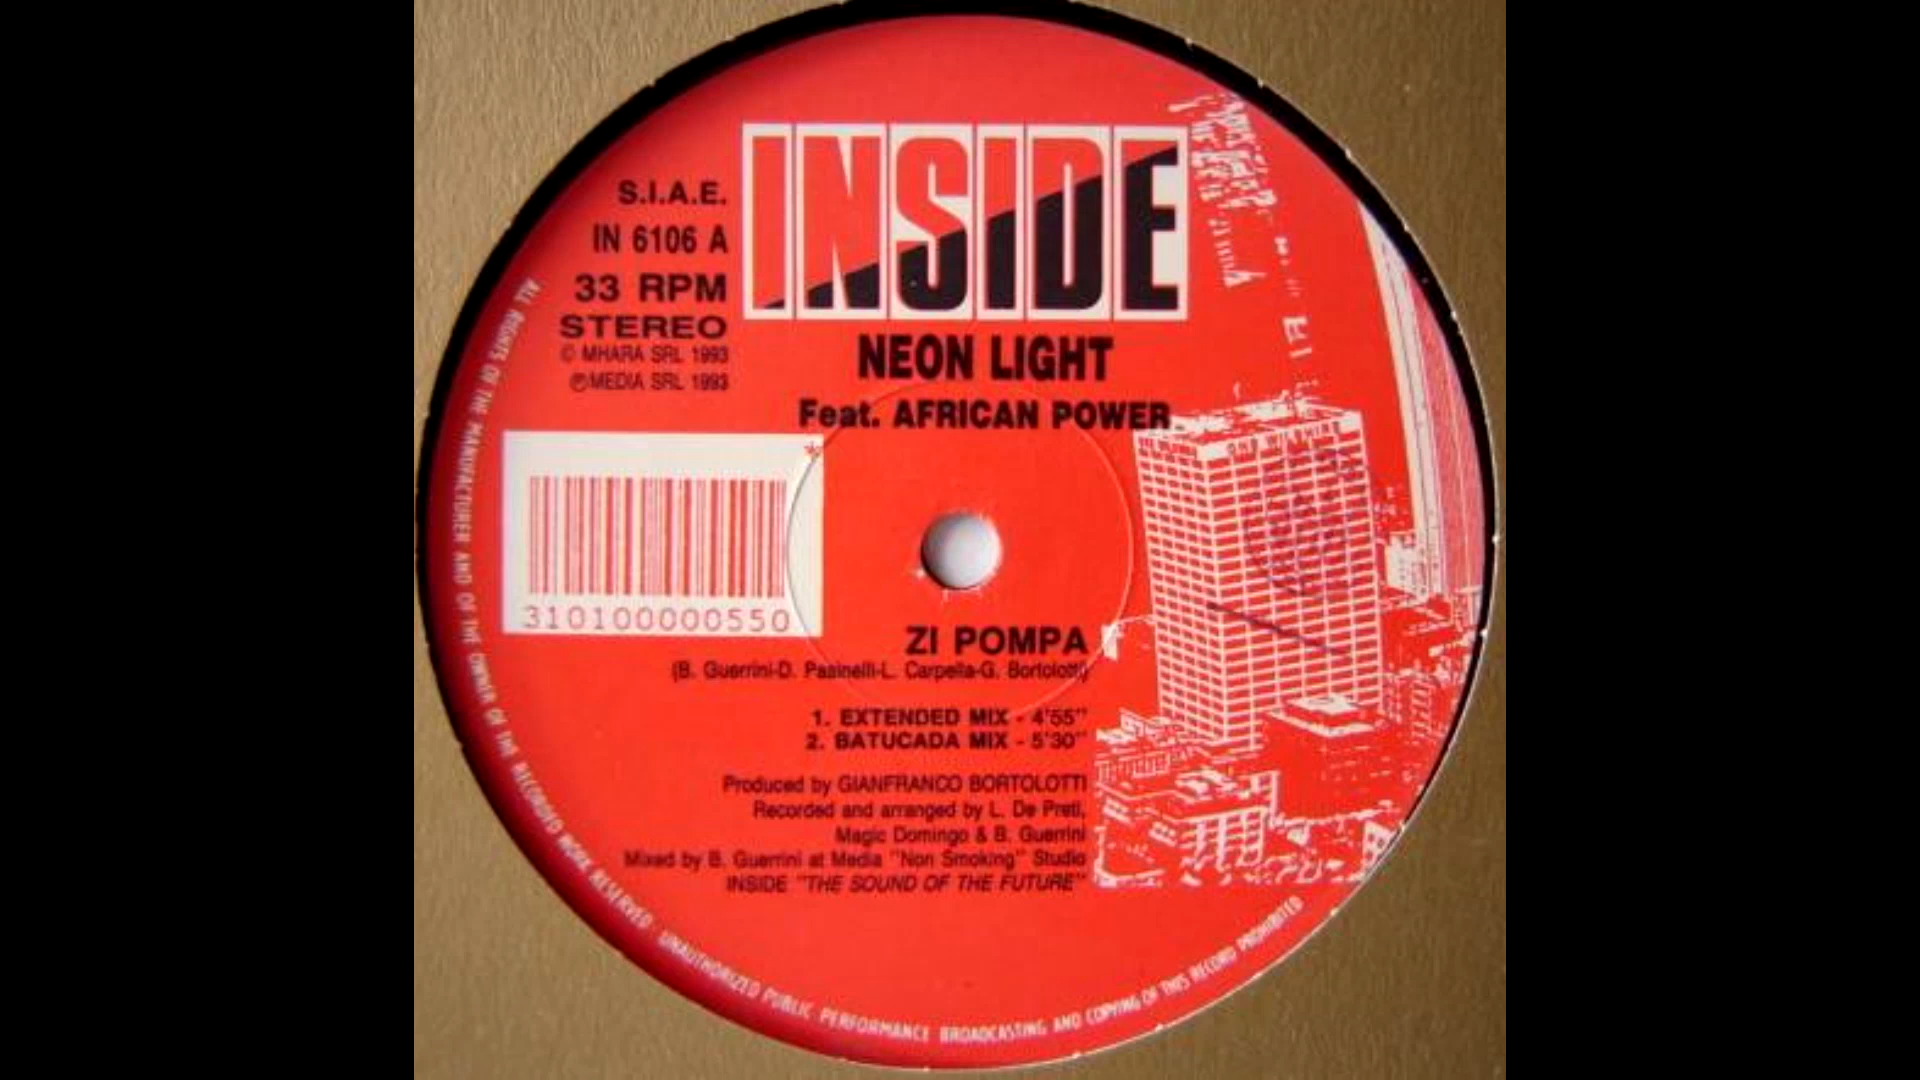 INSIDE
S.I.A.E.
IN 6106 A
33 RPM
STEREO
© MHARA SRL 1993
℗MEDIA SRL 1993
NEON LIGHT
Feat. AFRICAN POWER
*
310100000550
ONE WILSHIRE
ZI POMPA
(B. Guerrini-D. Pasinelli-L. Carpella-G. Bortolotti)
1. EXTENDED MIX - 4'55"
2. BATUCADA MIX - 5'30"
Produced by GIANFRANCO BORTOLOTTI
Recorded and arranged by L. De Preti,
Magic Domingo & B. Guerrini
Mixed by B. Guerrini at Media "Non Smoking" Studio
INSIDE "THE SOUND OF THE FUTURE"
ALL RIGHTS OF THE MANUFACTURER AND OF THE OWNER OF THE RECORDED WORK RESERVED - UNAUTHORIZED PUBLIC PERFORMANCE BROADCASTING AND COPYING OF THIS RECORD PROHIBITED